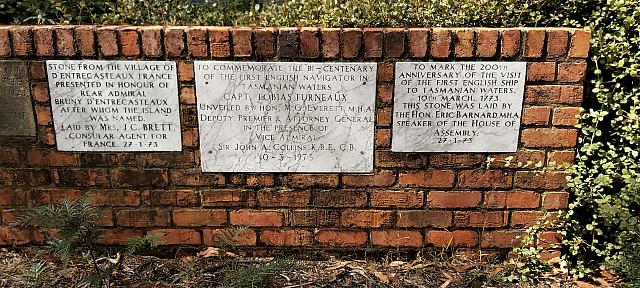 STONE FROM THE VILLAGE OF
D'ENTRECASTEAUX FRANCE
PRESENTED IN HONOUR OF
REAR ADMIRAL
BRUNY D'ENTRECASTEAUX
AFTER WHOM THE ISLAND
WAS NAMED.
LAID BY MRS. J.C. BRETT
CONSULAR AGENT FOR
FRANCE. 27-1-73
TO COMMEMORATE THE BI-CENTENARY
OF THE FIRST ENGLISH NAVIGATOR IN
TASMANIAN WATERS
CAPT. TOBIAS FURNEAUX
UNVEILED BY HON. M.G. EVERETT, M.H.A.
DEPUTY PREMIER & ATTORNEY GENERAL
IN THE PRESENCE OF
VICE ADMIRAL
SIR JOHN A. COLLINS K.B.E., C.B.
10-3-1973
TO MARK THE 200TH
ANNIVERSARY OF THE VISIT
OF THE FIRST ENGLISH SHIP
TO TASMANIAN WATERS.
10TH MARCH, 1773.
THIS STONE WAS LAID BY
THE HON. ERIC BARNARD, M.H.A.
SPEAKER OF THE HOUSE OF
ASSEMBLY.
27-1-73